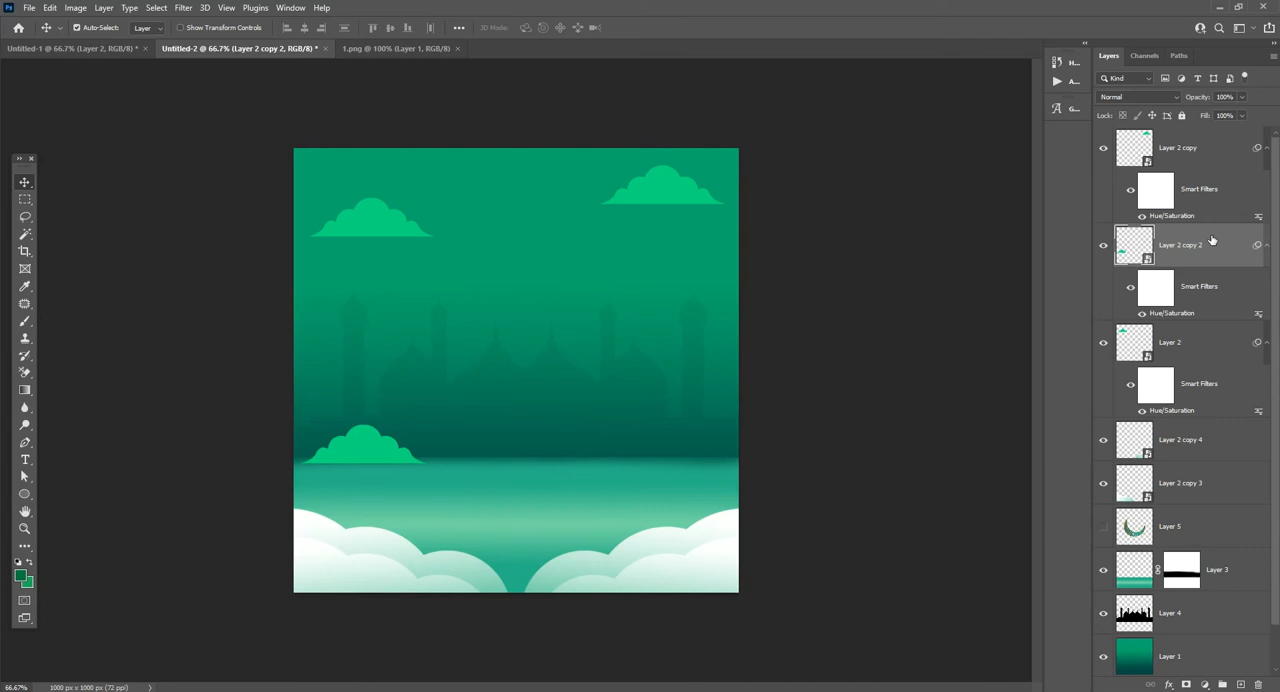 Ps File Edit Image Layer Type Select Filter 3D View Plugins Window Help
Auto-Select: Layer Show Transform Controls 3D Mode:
Untitled-1 @ 66.7% (Layer 2, RGB/8) * × Untitled-2 @ 66.7% (Layer 2 copy 2, RGB/8) * × 1.png @ 100% (Layer 1, RGB/8) ×
Layers Channels Paths
H...
Kind
A...
Normal Opacity: 100%
A G...
Lock: Fill: 100%
Layer 2 copy
Smart Filters
Hue/Saturation
Layer 2 copy 2
Smart Filters
Hue/Saturation
Layer 2
Smart Filters
Hue/Saturation
Layer 2 copy 4
Layer 2 copy 3
Layer 5
Layer 3
Layer 4
Layer 1
66.67% 1000 px x 1000 px (72 ppi)
fx